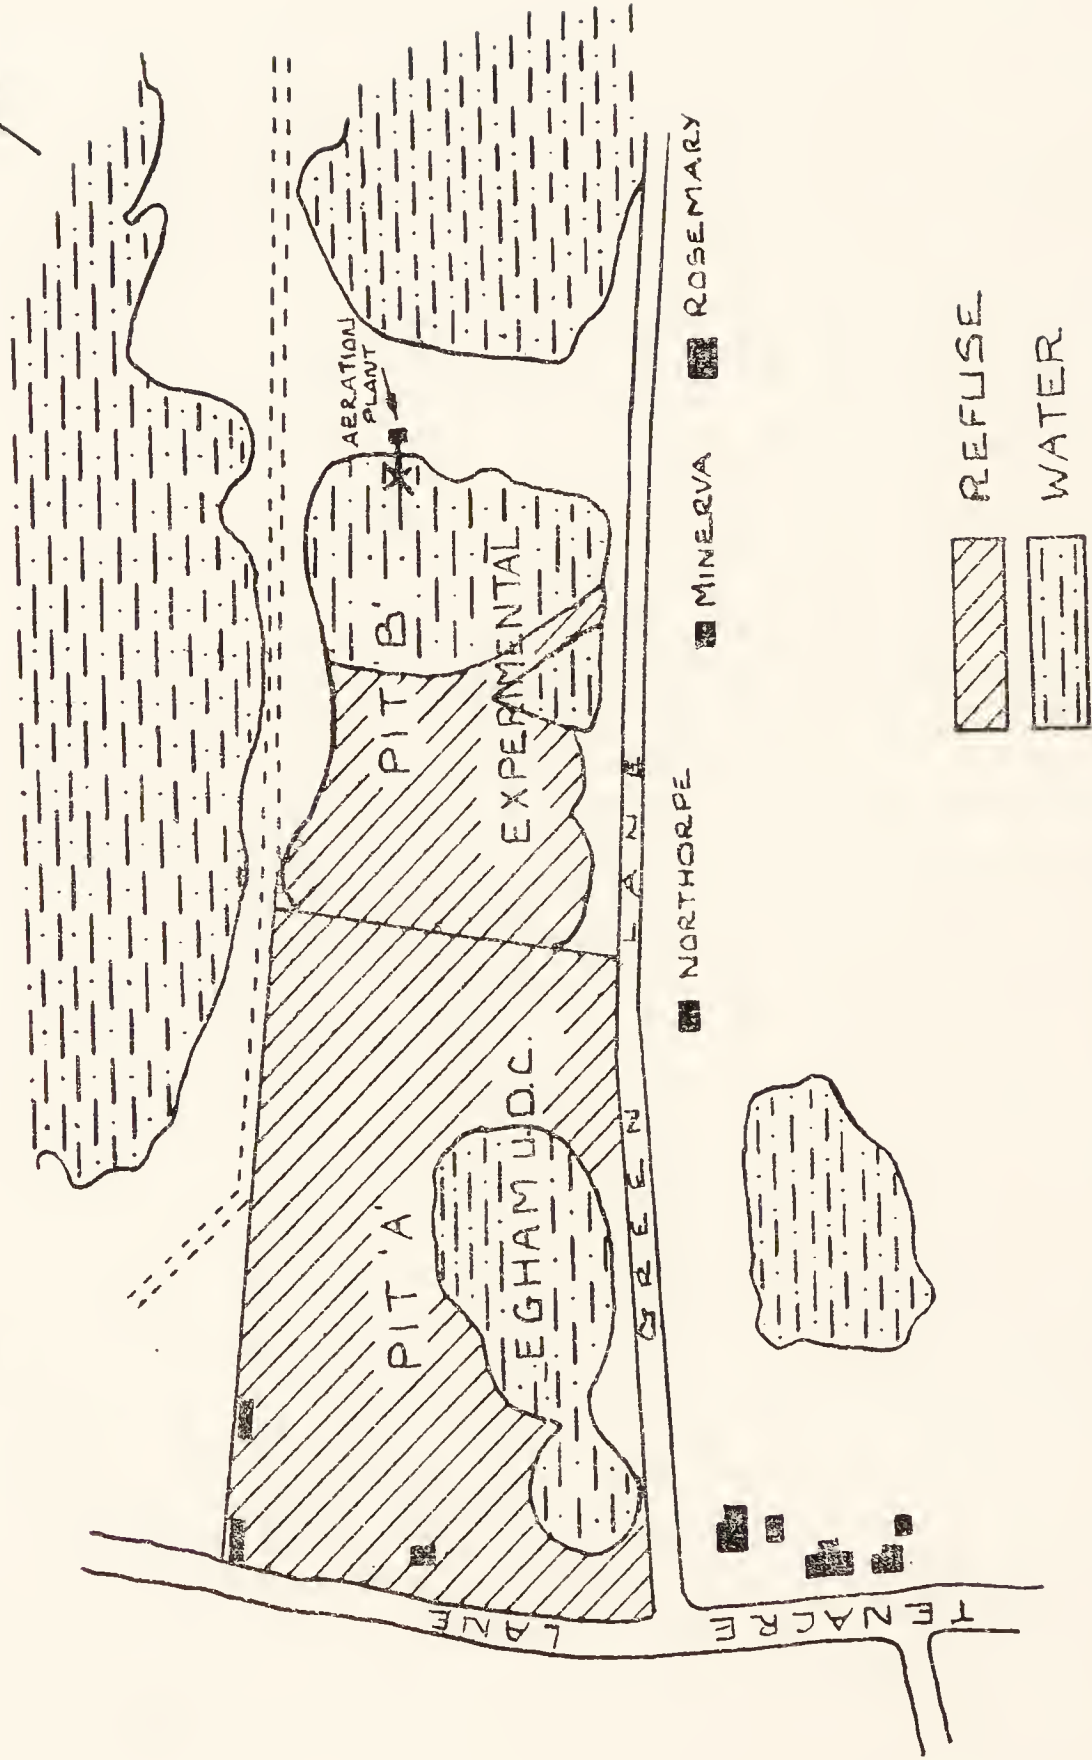 AERATION
PLANT
PIT 'A'
PIT B'
EGHAM U.D.C.
EXPERIMENTAL
GREEN LANE
TENACRE LANE
NORTHORPE
MINERVA
ROSEMARY
REFUSE
WATER